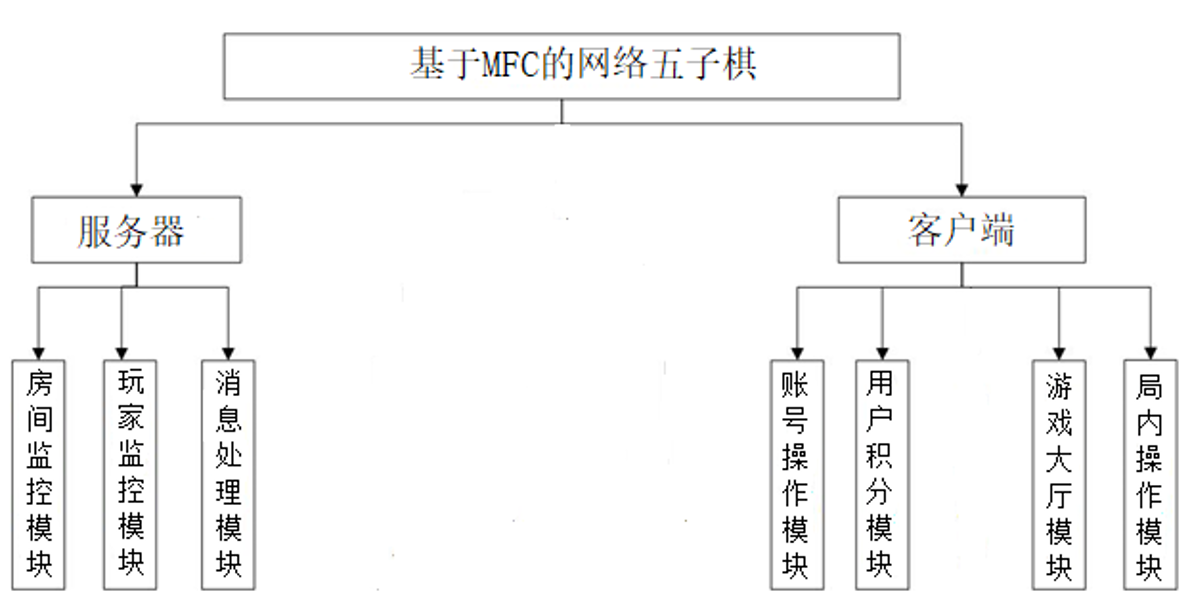 基于MFC的网络五子棋
服务器
客户端
房间监控模块
玩家监控模块
消息处理模块
账号操作模块
用户积分模块
游戏大厅模块
局内操作模块